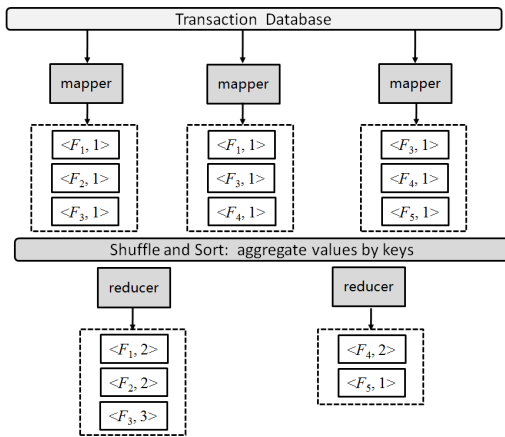 Transaction Database
mapper
mapper
mapper
<F1, 1>
<F2, 1>
<F3, 1>
<F1, 1>
<F3, 1>
<F4, 1>
<F3, 1>
<F4, 1>
<F5, 1>
Shuffle and Sort: aggregate values by keys
reducer
reducer
<F1, 2>
<F2, 2>
<F3, 3>
<F4, 2>
<F5, 1>